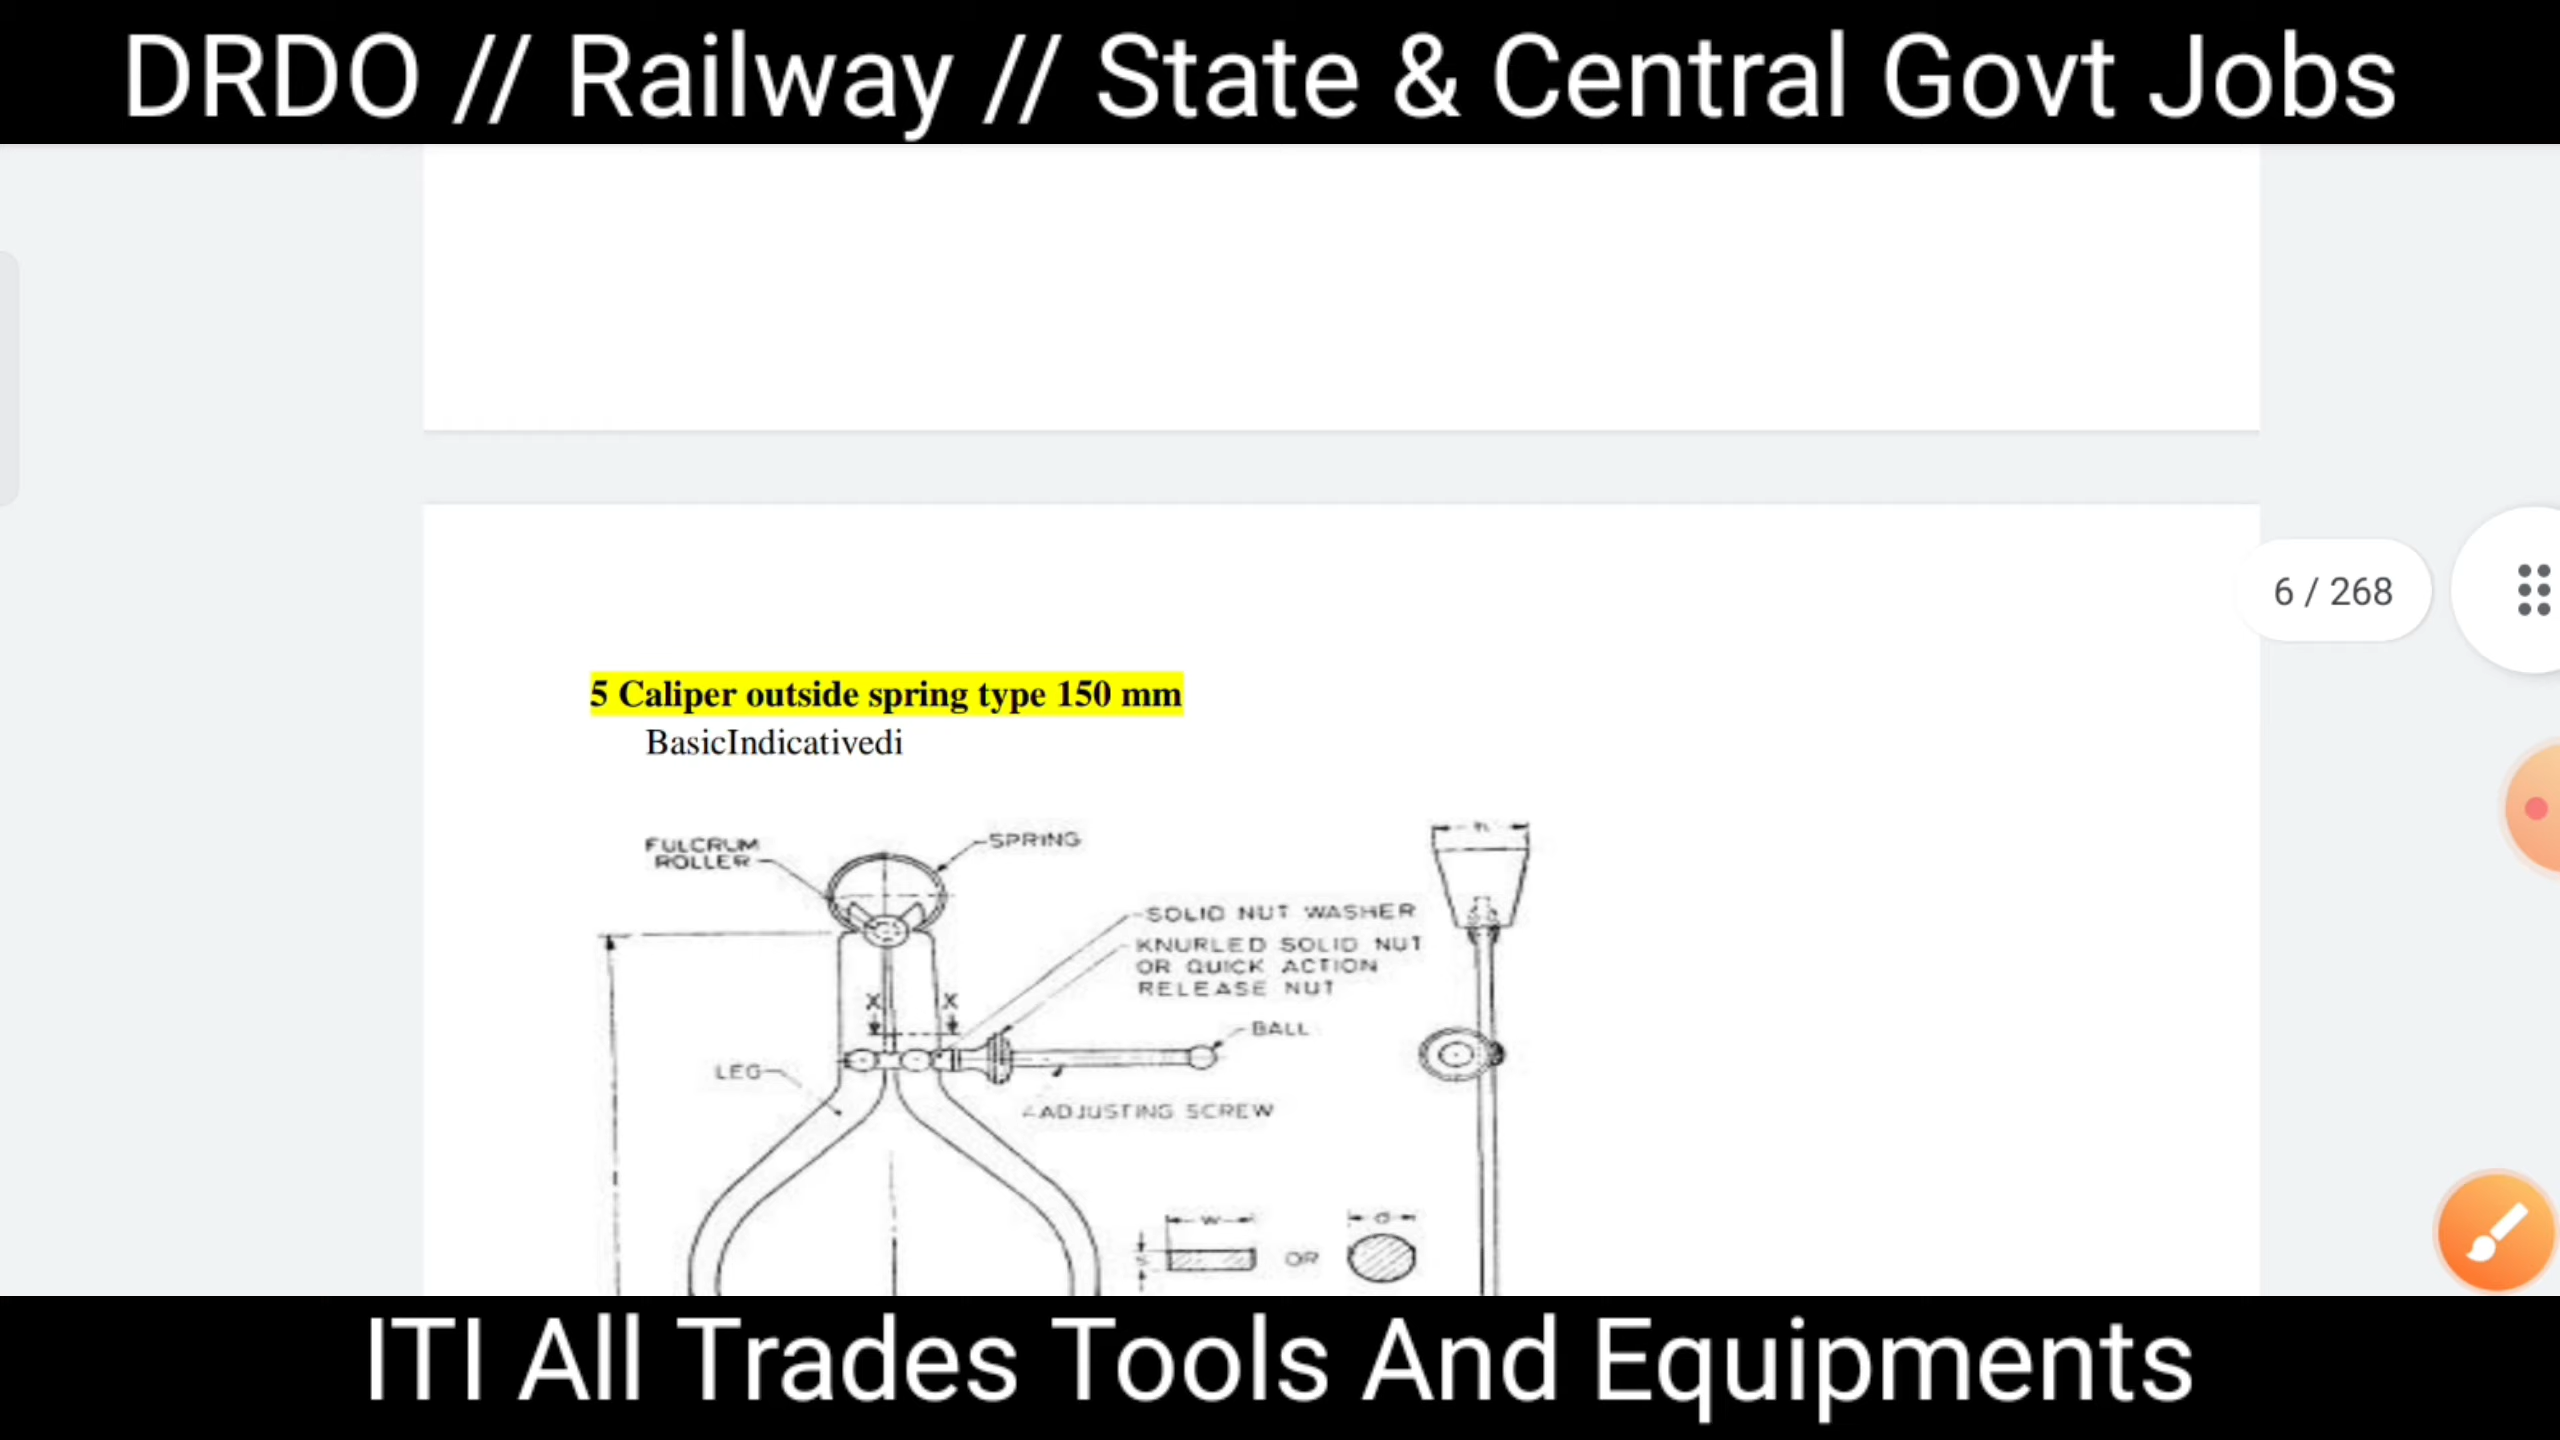 DRDO // Railway // State & Central Govt Jobs
6 / 268
5 Caliper outside spring type 150 mm
BasicIndicativedi
FULCRUM
ROLLER
SPRING
SOLID NUT WASHER
KNURLED SOLID NUT
OR QUICK ACTION
RELEASE NUT
X X
BALL
LEG
ADJUSTING SCREW
w d
OR
ITI All Trades Tools And Equipments